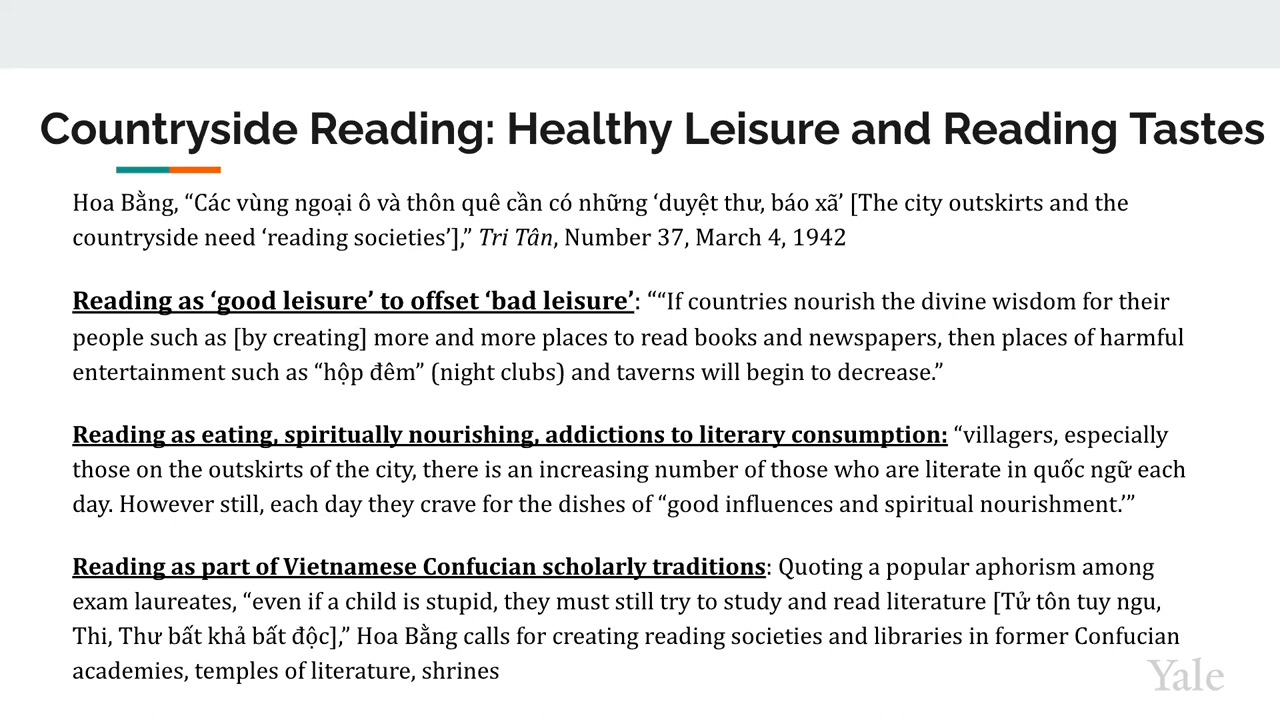 Countryside Reading: Healthy Leisure and Reading Tastes
Hoa Bằng, “Các vùng ngoại ô và thôn quê cần có những ‘duyệt thư, báo xã’ [The city outskirts and the
countryside need ‘reading societies’],” Tri Tân, Number 37, March 4, 1942
Reading as ‘good leisure’ to offset ‘bad leisure’: ““If countries nourish the divine wisdom for their
people such as [by creating] more and more places to read books and newspapers, then places of harmful
entertainment such as “hộp đêm” (night clubs) and taverns will begin to decrease.”
Reading as eating, spiritually nourishing, addictions to literary consumption: “villagers, especially
those on the outskirts of the city, there is an increasing number of those who are literate in quốc ngữ each
day. However still, each day they crave for the dishes of “good influences and spiritual nourishment.’”
Reading as part of Vietnamese Confucian scholarly traditions: Quoting a popular aphorism among
exam laureates, “even if a child is stupid, they must still try to study and read literature [Tử tôn tuy ngu,
Thi, Thư bất khả bất độc],” Hoa Bằng calls for creating reading societies and libraries in former Confucian
academies, temples of literature, shrines
Yale